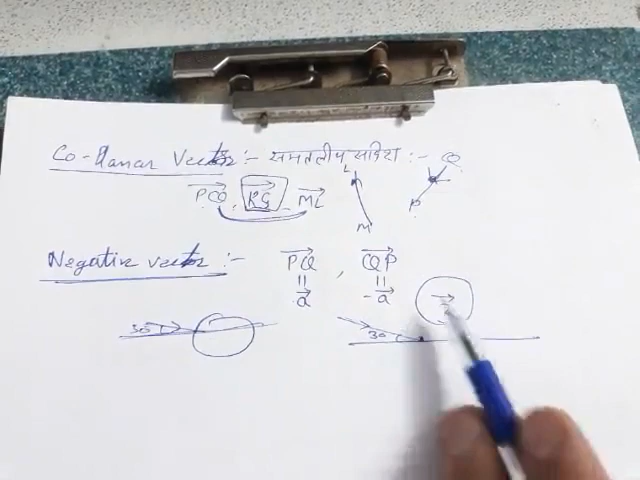 Co-Planar Vector :- समतलीय सदिश :-
L Q
PQ, RS, ML P
M
Negative vector :- PQ , QP
= =
a -a
30° 30